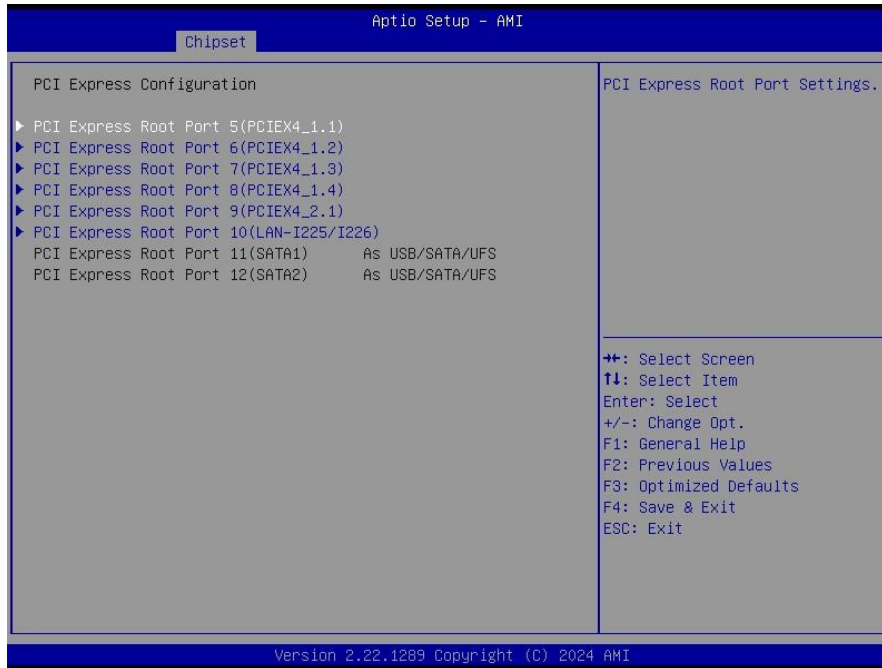 Aptio Setup – AMI
Chipset
PCI Express Configuration
PCI Express Root Port Settings.
▶ PCI Express Root Port 5(PCIEX4_1.1)
▶ PCI Express Root Port 6(PCIEX4_1.2)
▶ PCI Express Root Port 7(PCIEX4_1.3)
▶ PCI Express Root Port 8(PCIEX4_1.4)
▶ PCI Express Root Port 9(PCIEX4_2.1)
▶ PCI Express Root Port 10(LAN-I225/I226)
PCI Express Root Port 11(SATA1) As USB/SATA/UFS
PCI Express Root Port 12(SATA2) As USB/SATA/UFS
→←: Select Screen
↑↓: Select Item
Enter: Select
+/-: Change Opt.
F1: General Help
F2: Previous Values
F3: Optimized Defaults
F4: Save & Exit
ESC: Exit
Version 2.22.1289 Copyright (C) 2024 AMI